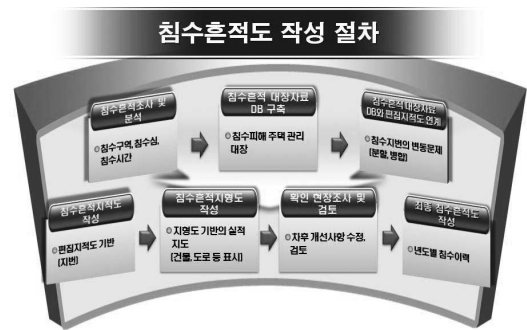 침수흔적도 작성 절차
침수흔적조사 및
분석
침수구역, 침수심,
침수시간
침수흔적 대장자료
DB 구축
침수피해 주택 관리
대장
침수흔적 대장자료
DB와 편집지적도 연계
침수지번의 변동문제
(분할, 병합)
침수흔적지적도
작성
편집지적도 기반
(지번)
침수흔적지형도
작성
지형도 기반의 실적
지도
(건물, 도로 등 표시)
확인 현장조사 및
검토
차후 개선사항 수정,
검토
최종 침수흔적도
작성
년도별 침수이력